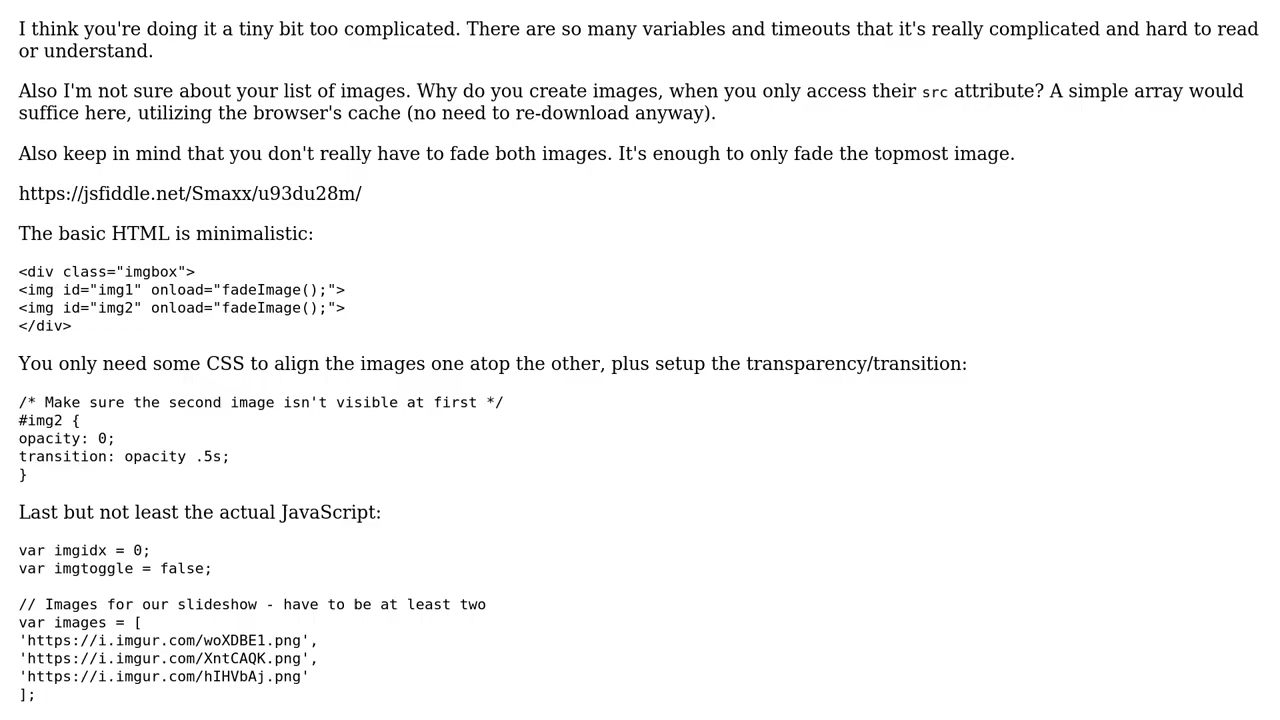 I think you're doing it a tiny bit too complicated. There are so many variables and timeouts that it's really complicated and hard to read
or understand.
Also I'm not sure about your list of images. Why do you create images, when you only access their src attribute? A simple array would
suffice here, utilizing the browser's cache (no need to re-download anyway).
Also keep in mind that you don't really have to fade both images. It's enough to only fade the topmost image.
https://jsfiddle.net/Smaxx/u93du28m/
The basic HTML is minimalistic:
<div class="imgbox">
<img id="img1" onload="fadeImage();">
<img id="img2" onload="fadeImage();">
</div>
You only need some CSS to align the images one atop the other, plus setup the transparency/transition:
/* Make sure the second image isn't visible at first */
#img2 {
opacity: 0;
transition: opacity .5s;
}
Last but not least the actual JavaScript:
var imgidx = 0;
var imgtoggle = false;
// Images for our slideshow - have to be at least two
var images = [
'https://i.imgur.com/woXDBE1.png',
'https://i.imgur.com/XntCAQK.png',
'https://i.imgur.com/hIHVbAj.png'
];